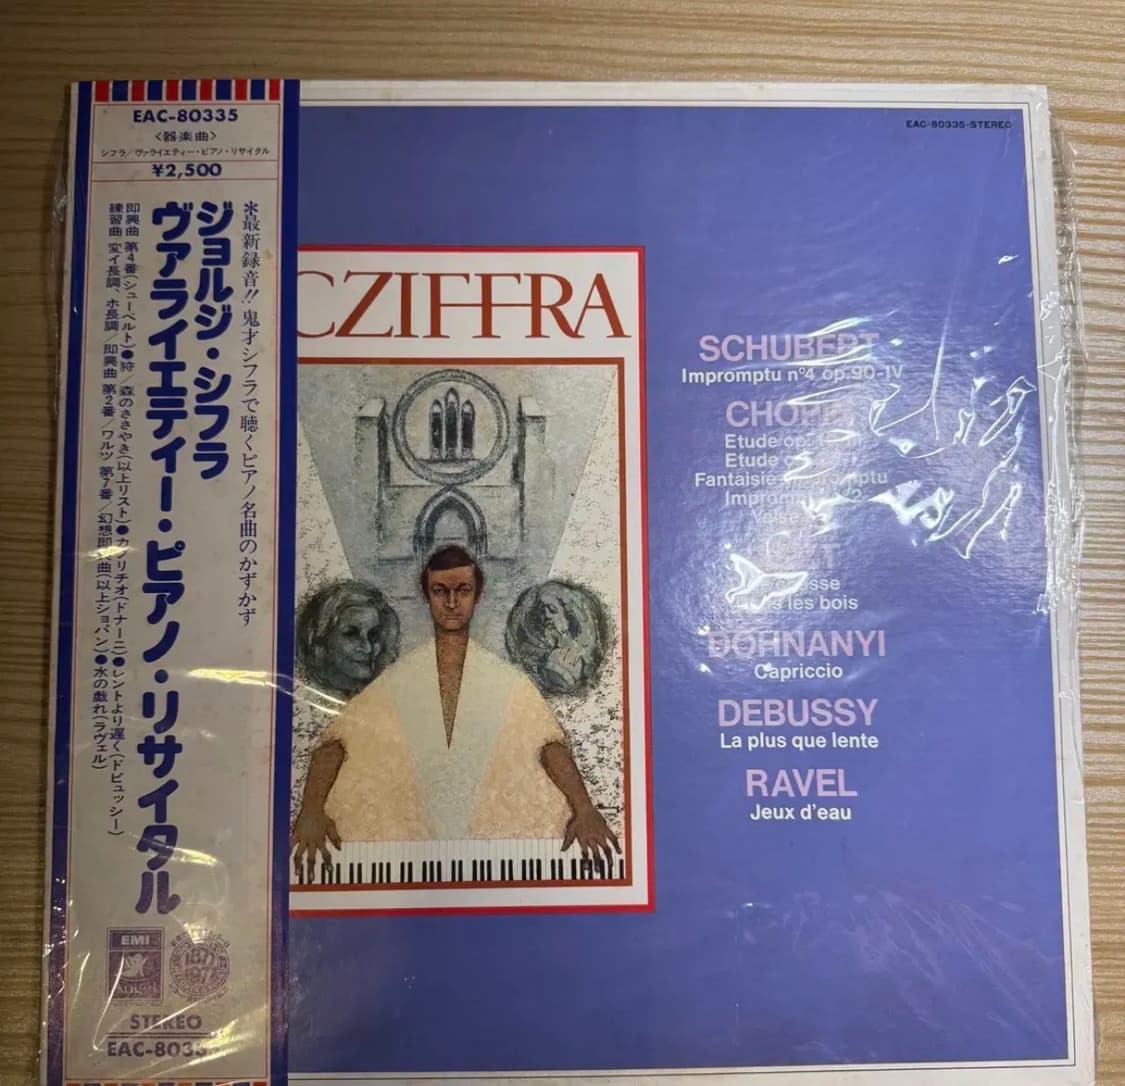 EAC-80335
〈器楽曲〉
シフラ/ヴァライエティー・ピアノ・リサイタル
¥2,500
*最新録音!!鬼才シフラで聴くピアノ名曲のかずかず
ジョルジ・シフラ
ヴァライエティー・ピアノ・リサイタル
即興曲 第4番(シューベルト)●狩/森のささやき(以上リスト)●カプリチオ(ドナーニ)●レントより遅く(ドビュッシー)
練習曲 変イ長調、ホ長調/即興曲 第2番/ワルツ 第7番/幻想即興曲(以上ショパン)●水の戯れ(ラヴェル)
EMI
1877
1977
STEREO
EAC-803
EAC-80335-STEREO
CZIFFRA
SCHUBERT
Impromptu n°4 op.90-IV
CHOPIN
Etude
Etude
Fantaisie
Valse
les bois
DOHNANYI
Capriccio
DEBUSSY
La plus que lente
RAVEL
Jeux d'eau